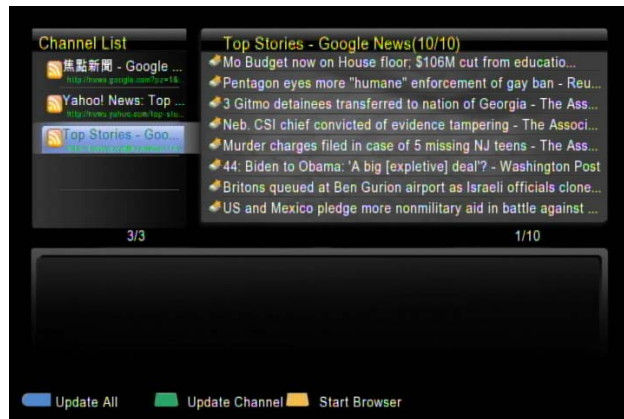 Channel List
焦點新聞 - Google ...
http://news.google.com?pz=1&
Yahoo! News: Top ...
http://news.yahoo.com/top-sto
Top Stories - Goo...
Top Stories - Google News(10/10)
Mo Budget now on House floor; $106M cut from educatio...
Pentagon eyes more "humane" enforcement of gay ban - Reu...
3 Gitmo detainees transferred to nation of Georgia - The Ass...
Neb. CSI chief convicted of evidence tampering - The Associ...
Murder charges filed in case of 5 missing NJ teens - The Ass...
44: Biden to Obama: 'A big [expletive] deal'? - Washington Post
Britons queued at Ben Gurion airport as Israeli officials clone...
US and Mexico pledge more nonmilitary aid in battle against ...
3/3
1/10
Update All
Update Channel
Start Browser